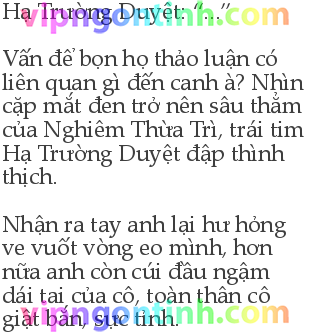 Hạ Trường Duyệt: "..."
vipngontinh.com
Vấn để bọn họ thảo luận có
liên quan gì đến canh à? Nhìn
cặp mắt đen trở nên sâu thẳm
của Nghiêm Thừa Trì, trái tim
Hạ Trường Duyệt đập thình
thịch.
Nhận ra tay anh lại hư hỏng
ve vuốt vòng eo mình, hơn
nữa anh còn cúi đầu ngậm
dái tai của cô, toàn thân cô
vipngontinh.com
giật bắn, sực tỉnh.